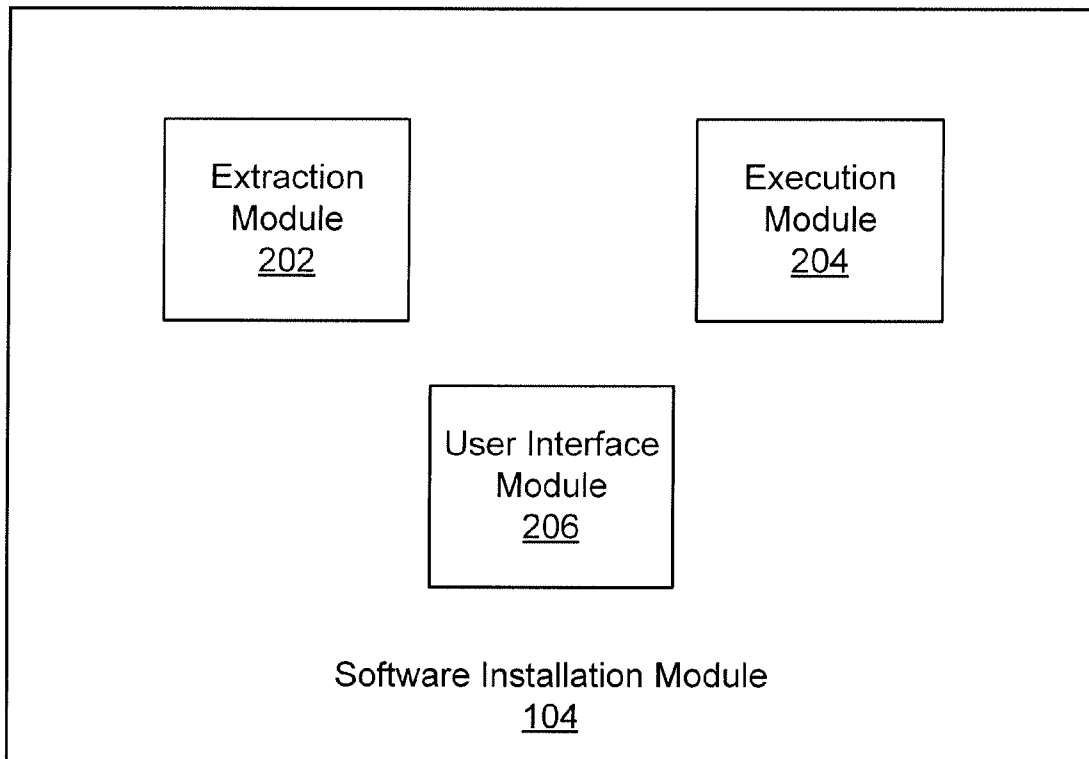 Extraction
Module
202
Execution
Module
204
User Interface
Module
206
Software Installation Module
104